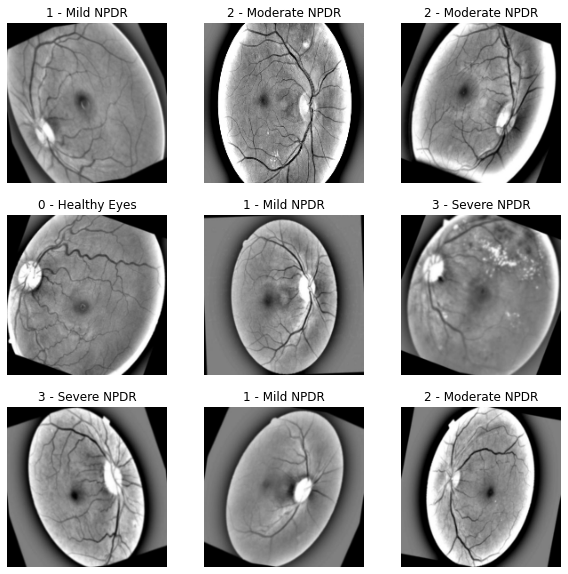 1 - Mild NPDR
2 - Moderate NPDR
2 - Moderate NPDR
0 - Healthy Eyes
1 - Mild NPDR
3 - Severe NPDR
3 - Severe NPDR
1 - Mild NPDR
2 - Moderate NPDR